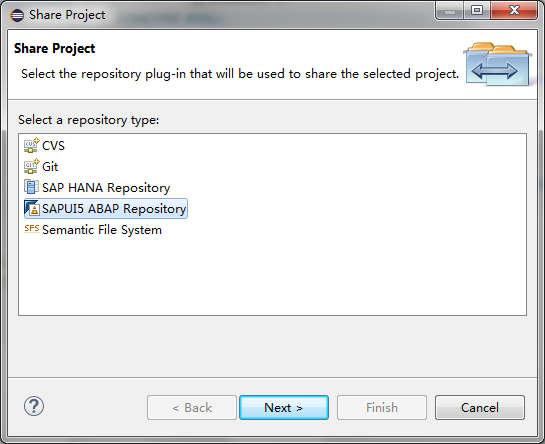 Share Project
Share Project
Select the repository plug-in that will be used to share the selected project.
Select a repository type:
CVS
Git
SAP HANA Repository
SAPUI5 ABAP Repository
SFS Semantic File System
?
< Back
Next >
Finish
Cancel